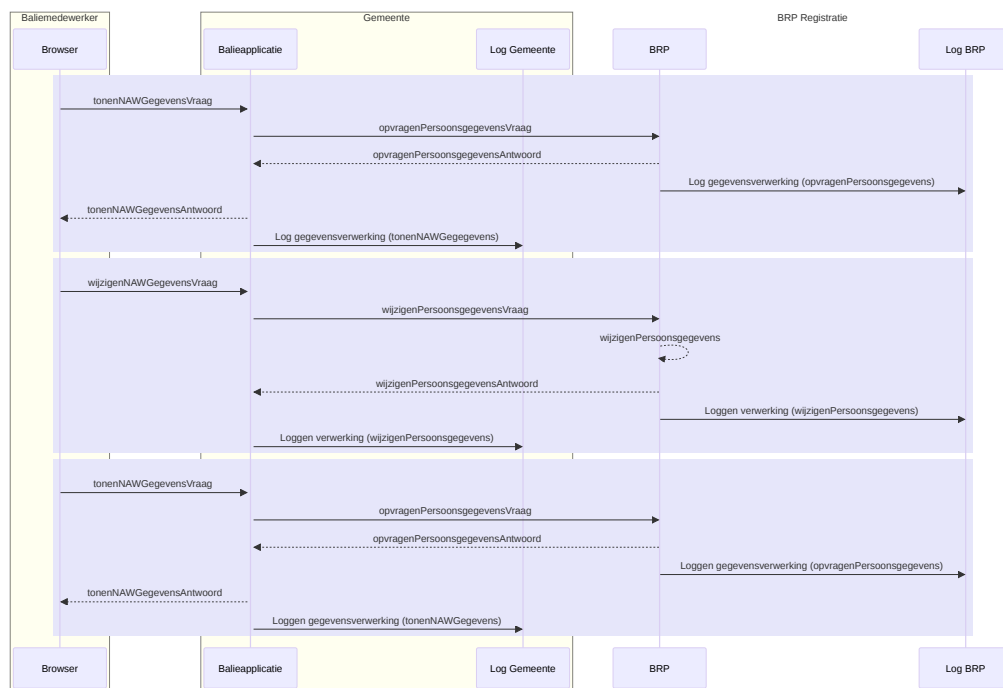 Baliemedewerker
Gemeente
BRP Registratie
Browser
Balieapplicatie
Log Gemeente
BRP
Log BRP
tonenNAWGegevensVraag
opvragenPersoonsgegevensVraag
opvragenPersoonsgegevensAntwoord
Log gegevensverwerking (opvragenPersoonsgegevens)
tonenNAWGegevensAntwoord
Log gegevensverwerking (tonenNAWGegegevens)
wijzigenNAWGegevensVraag
wijzigenPersoonsgegevensVraag
wijzigenPersoonsgegevens
wijzigenPersoonsgegevensAntwoord
Loggen verwerking (wijzigenPersoonsgegevens)
Loggen verwerking (wijzigenPersoonsgegevens)
tonenNAWGegevensVraag
opvragenPersoonsgegevensVraag
opvragenPersoonsgegevensAntwoord
Loggen gegevensverwerking (opvragenPersoonsgegevens)
tonenNAWGegevensAntwoord
Loggen gegevensverwerking (tonenNAWGegevens)
Browser
Balieapplicatie
Log Gemeente
BRP
Log BRP